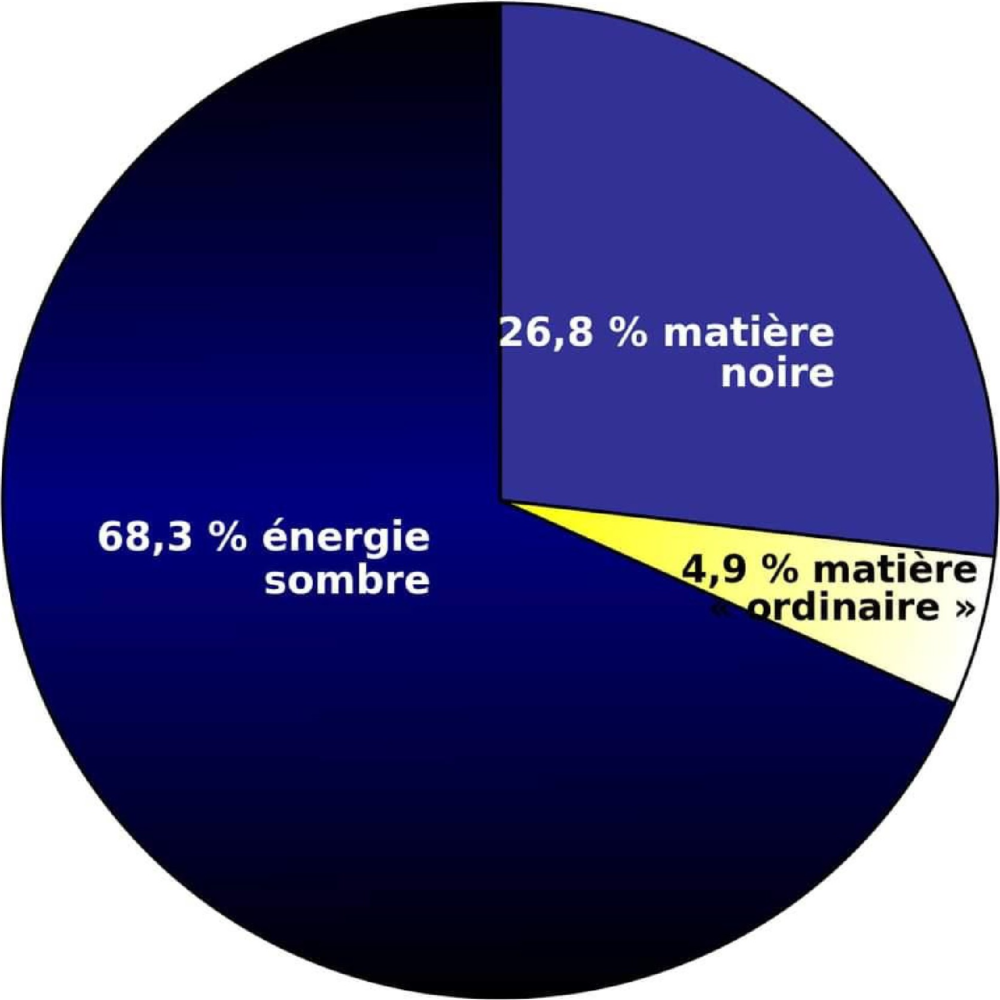 26,8 % matière
noire
68,3 % énergie
sombre
4,9 % matière
« ordinaire »